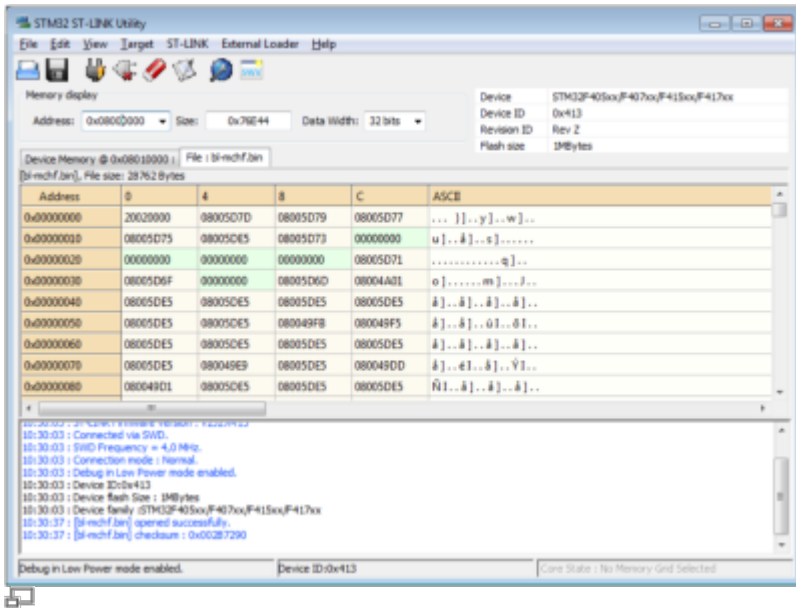 STM32 ST-LINK Utility
File Edit View Target ST-LINK External Loader Help
Memory display
Address: 0x08000000 Size: 0x76E44 Data Width: 32 bits
Device STM32F405xx/F407xx/F415xx/F417xx
Device ID 0x413
Revision ID Rev Z
Flash size 1MBytes
Device Memory @ 0x08010000 : File : bl-mchf.bin
[bl-mchf.bin], File size: 28762 Bytes
Address 0 4 8 C ASCII
0x00000000 20020000 08005D7D 08005D79 08005D77 ... }]..y]..w]..
0x00000010 08005D75 08005DE5 08005D73 00000000 u]..å]..s]......
0x00000020 00000000 00000000 00000000 08005D71 ............q]..
0x00000030 08005D6F 00000000 08005D6D 08004A01 o]......m]...J..
0x00000040 08005DE5 08005DE5 08005DE5 08005DE5 å]..å]..å]..å]..
0x00000050 08005DE5 08005DE5 080049FB 080049F5 å]..å]..ûI..õI..
0x00000060 08005DE5 08005DE5 08005DE5 08005DE5 å]..å]..å]..å]..
0x00000070 08005DE5 080049E9 08005DE5 080049DD å]..éI..å]..ÝI..
0x00000080 080049D1 08005DE5 08005DE5 08005DE5 ÑI..å]..å]..å]..
10:30:03 : Connected via SWD.
10:30:03 : SWD Frequency = 4,0 MHz.
10:30:03 : Connection mode : Normal.
10:30:03 : Debug in Low Power mode enabled.
10:30:03 : Device ID:0x413
10:30:03 : Device flash Size : 1MBytes
10:30:03 : Device family :STM32F405xx/F407xx/F415xx/F417xx
10:30:37 : [bl-mchf.bin] opened successfully.
10:30:37 : [bl-mchf.bin] checksum : 0x002B7290
Debug in Low Power mode enabled. Device ID:0x413 Core State : No Memory Grid Selected